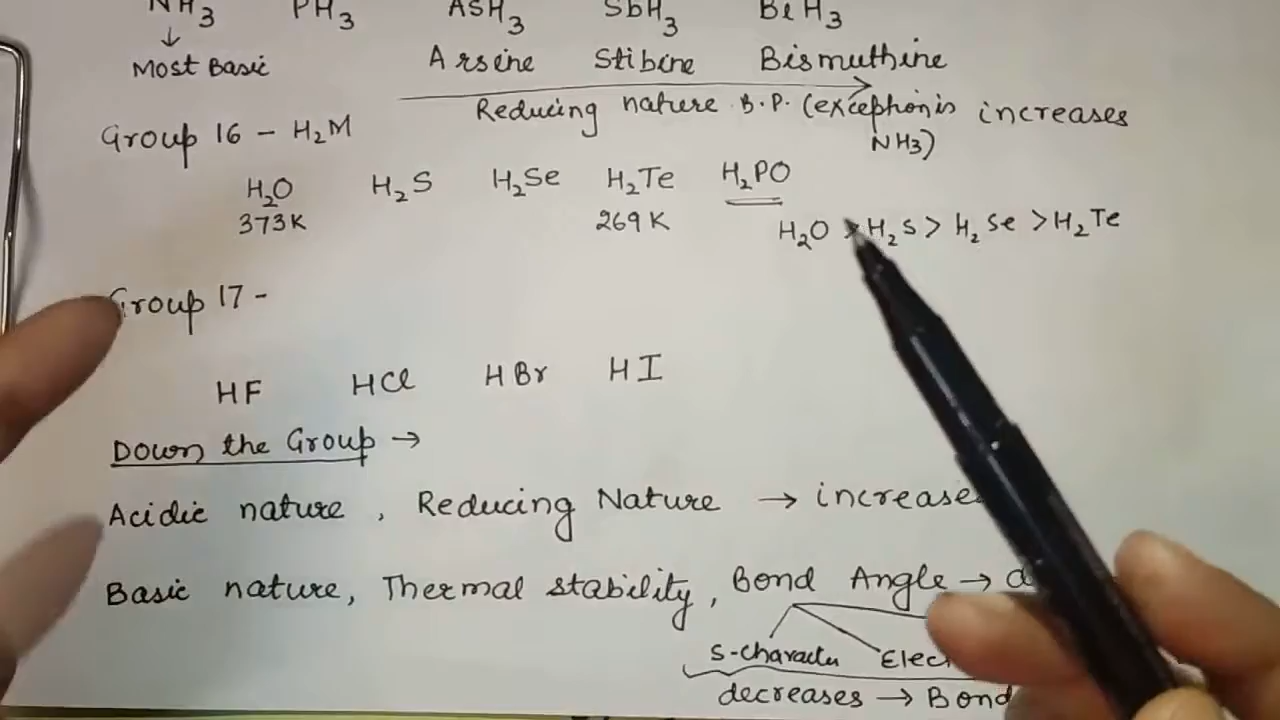 NH3 PH3 ASH3 SbH3 BiH3
↓
Most Basic Arsine Stibine Bismuthine
Reducing nature B.P. (exception is increases
NH3)
Group 16 - H2M
H2O H2S H2Se H2Te H2PO
373K 269K
H2O > H2S > H2Se > H2Te
Group 17 -
HF HCl HBr HI
Down the Group →
Acidic nature, Reducing Nature → increase
Basic nature, Thermal stability, Bond Angle → d
S-character Elec
decreases → Bond